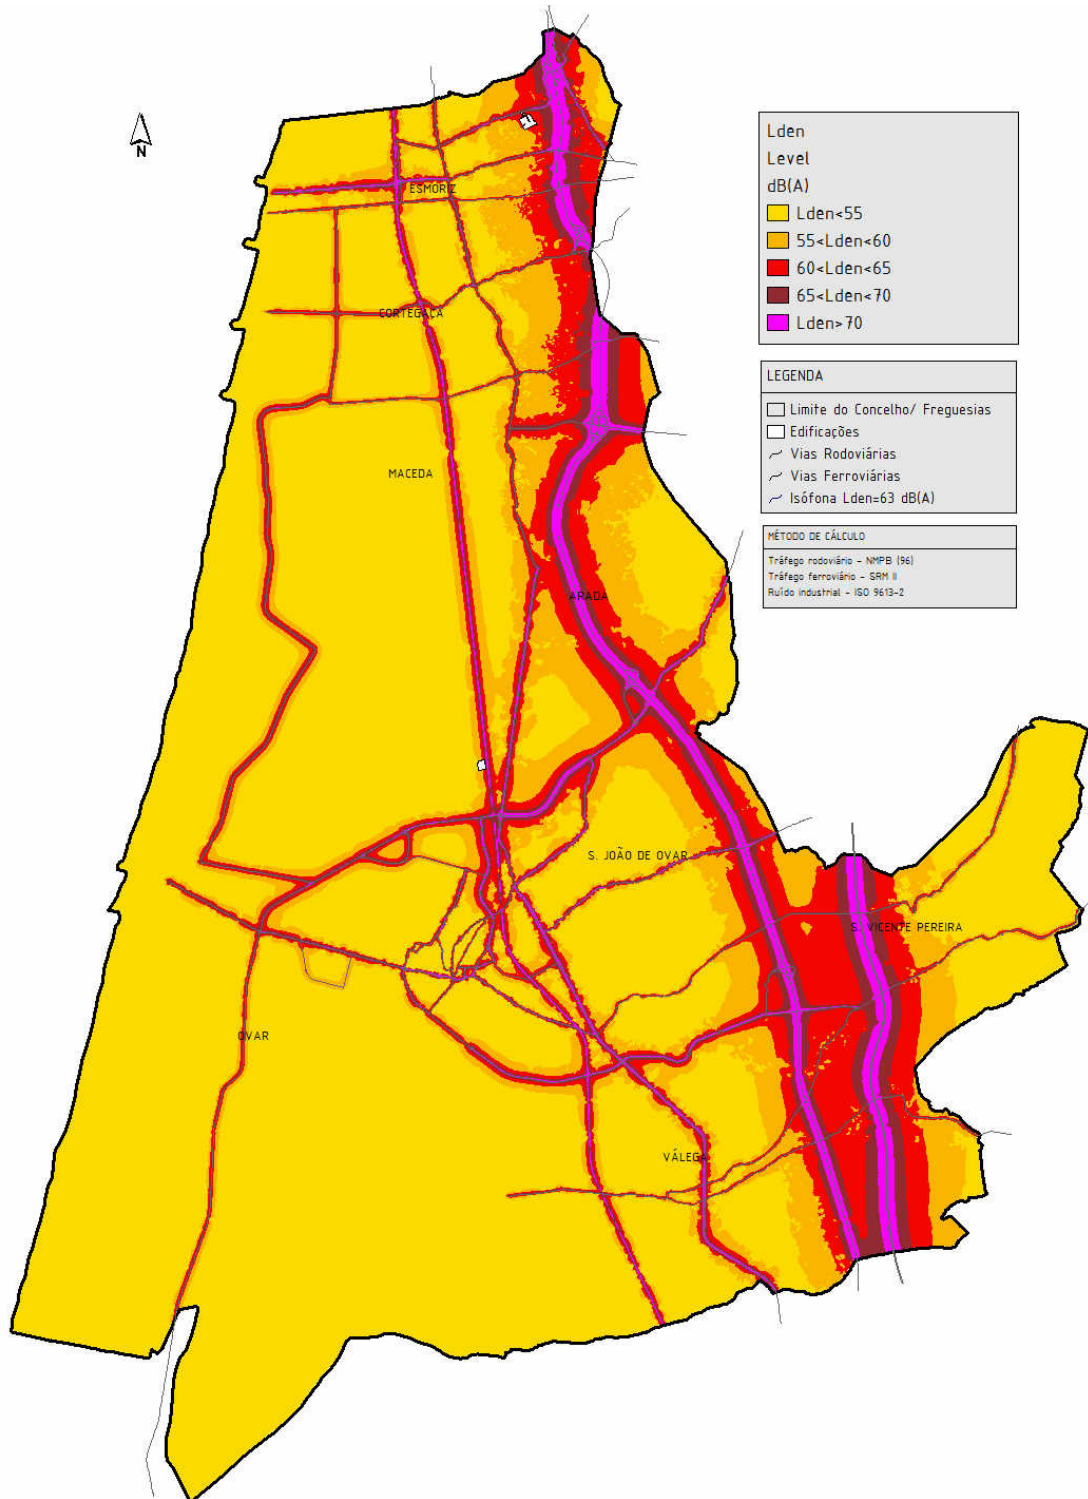 N
Lden
Level
dB(A)
Lden<55
55<Lden<60
60<Lden<65
65<Lden<70
Lden>70
LEGENDA
Limite do Concelho/ Freguesias
Edificações
Vias Rodoviárias
Vias Ferroviárias
Isófona Lden=63 dB(A)
MÉTODO DE CÁLCULO
Tráfego rodoviário - NMPB (96)
Tráfego ferroviário - SRM II
Ruído industrial - ISO 9613-2
ESMORIZ
CORTEGAÇA
MACEDA
ARADA
S. JOÃO DE OVAR
S. VICENTE PEREIRA
OVAR
VÁLEGA